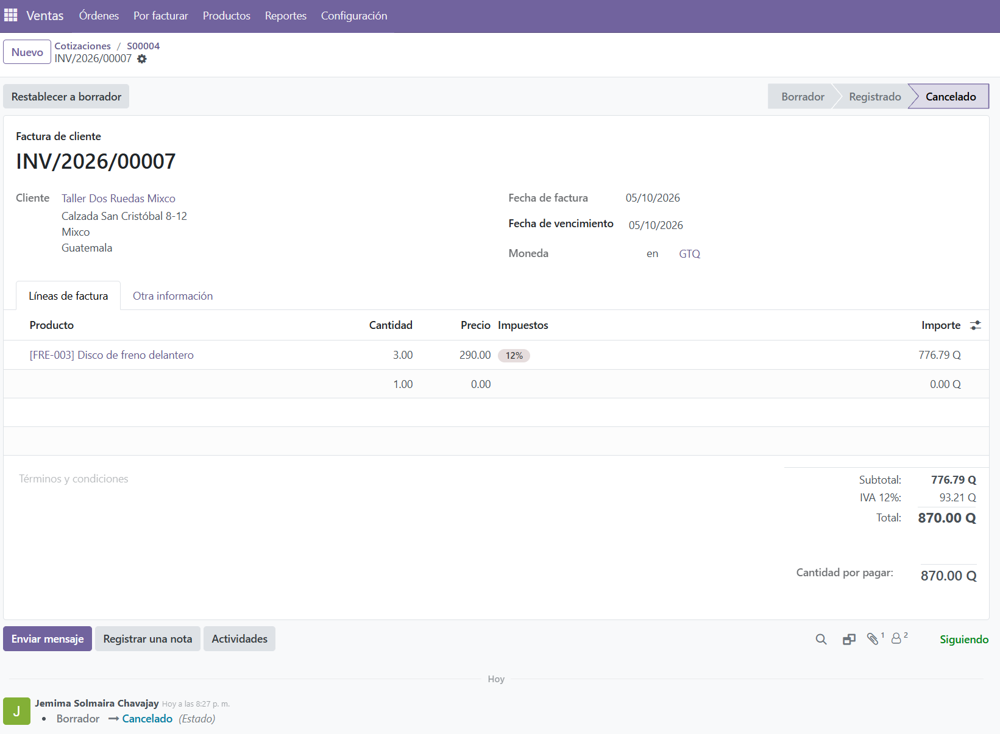 Ventas Órdenes Por facturar Productos Reportes Configuración
Nuevo
Cotizaciones / S00004
INV/2026/00007
Restablecer a borrador
Borrador Registrado Cancelado
Factura de cliente
INV/2026/00007
Cliente Taller Dos Ruedas Mixco
Calzada San Cristóbal 8-12
Mixco
Guatemala
Fecha de factura 05/10/2026
Fecha de vencimiento 05/10/2026
Moneda en GTQ
Líneas de factura Otra información
Producto Cantidad Precio Impuestos Importe
[FRE-003] Disco de freno delantero 3.00 290.00 12% 776.79 Q
1.00 0.00 0.00 Q
Términos y condiciones
Subtotal: 776.79 Q
IVA 12%: 93.21 Q
Total: 870.00 Q
Cantidad por pagar: 870.00 Q
Enviar mensaje Registrar una nota Actividades 1 2 Siguiendo
Hoy
J
Jemima Solmaira Chavajay Hoy a las 8:27 p. m.
• Borrador → Cancelado (Estado)